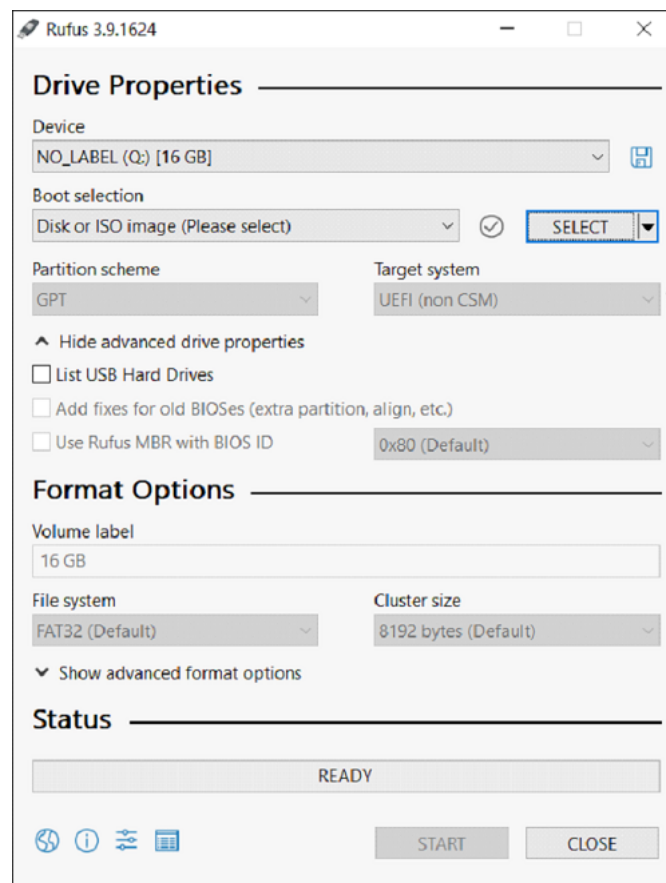 Rufus 3.9.1624
Drive Properties
Device
NO_LABEL (Q:) [16 GB]
Boot selection
Disk or ISO image (Please select)
SELECT
Partition scheme
Target system
GPT
UEFI (non CSM)
Hide advanced drive properties
List USB Hard Drives
Add fixes for old BIOSes (extra partition, align, etc.)
Use Rufus MBR with BIOS ID
0x80 (Default)
Format Options
Volume label
16 GB
File system
Cluster size
FAT32 (Default)
8192 bytes (Default)
Show advanced format options
Status
READY
START
CLOSE